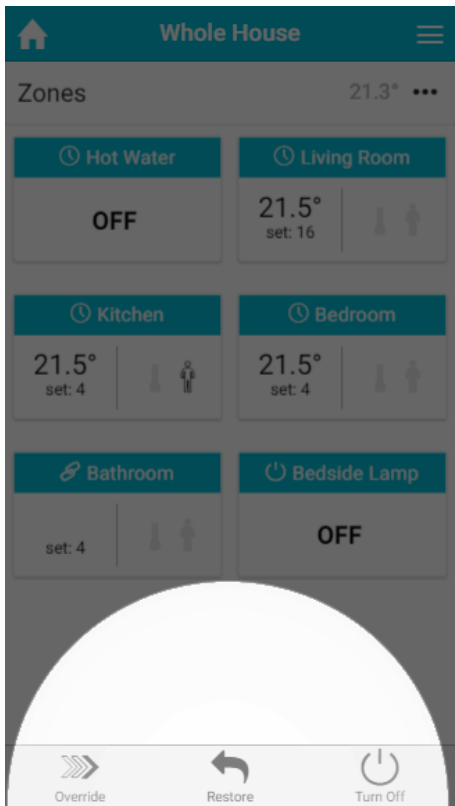 Whole House
Zones 21.3°
Hot Water
OFF
Living Room
21.5°
set: 16
Kitchen
21.5°
set: 4
Bedroom
21.5°
set: 4
Bathroom
set: 4
Bedside Lamp
OFF
Override Restore Turn Off